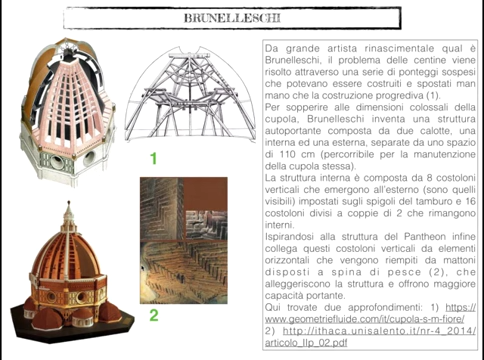 BRUNELLESCHI
Da grande artista rinascimentale qual è
Brunelleschi, il problema delle centine viene
risolto attraverso una serie di ponteggi sospesi
che potevano essere costruiti e spostati man
mano che la costruzione progrediva (1).
Per sopperire alle dimensioni colossali della
cupola, Brunelleschi inventa una struttura
autoportante composta da due calotte, una
interna ed una esterna, separate da uno spazio
di 110 cm (percorribile per la manutenzione
della cupola stessa).
La struttura interna è composta da 8 costoloni
verticali che emergono all'esterno (sono quelli
visibili) impostati sugli spigoli del tamburo e 16
costoloni divisi a coppie di 2 che rimangono
interni.
Ispirandosi alla struttura del Pantheon infine
collega questi costoloni verticali da elementi
orizzontali che vengono riempiti da mattoni
disposti a spina di pesce (2), che
alleggeriscono la struttura e offrono maggiore
capacità portante.
Qui trovate due approfondimenti: 1) https://
www.geometriefluide.com/it/cupola-s-m-fiore/
2) http://ithaca.unisalento.it/nr-4_2014/
articolo_IIp_02.pdf
1
2